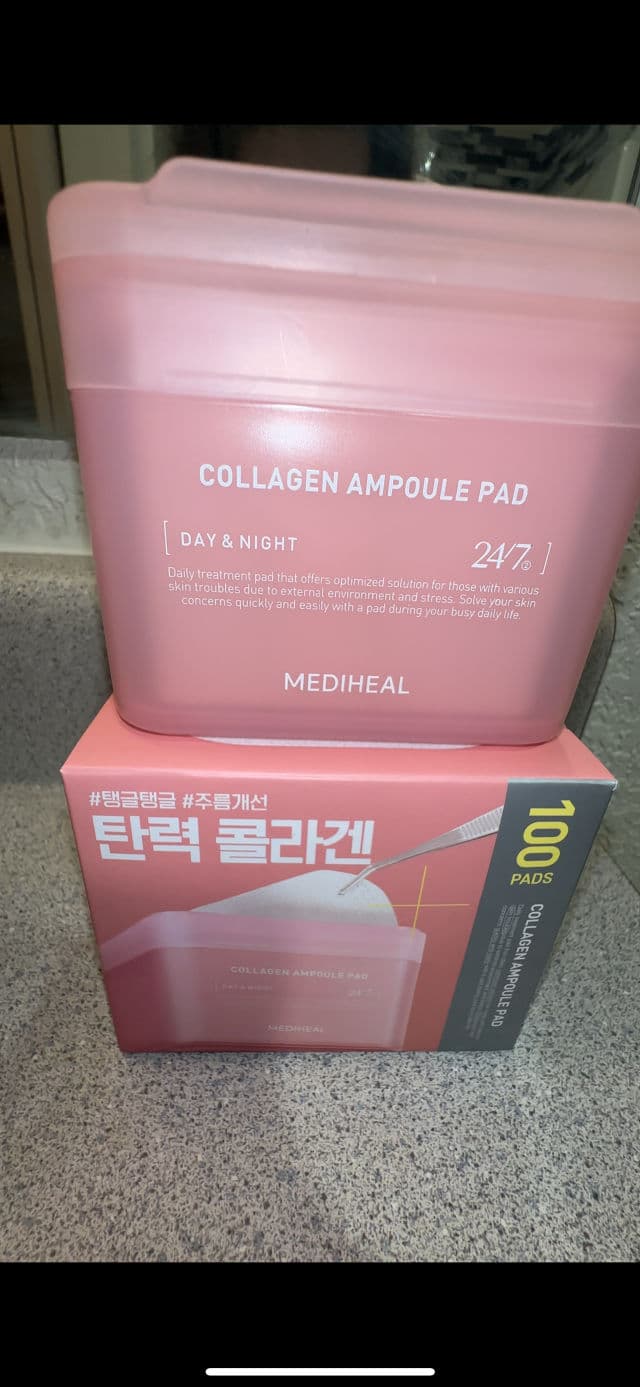 COLLAGEN AMPOULE PAD
[ DAY & NIGHT 24/7 ]
Daily treatment pad that offers optimized solution for those with various
skin troubles due to external environment and stress. Solve your skin
concerns quickly and easily with a pad during your busy daily life.
MEDIHEAL
#탱글탱글 #주름개선
탄력 콜라겐
100
PADS
COLLAGEN AMPOULE PAD
COLLAGEN AMPOULE PAD
DAY & NIGHT 24/7
MEDIHEAL